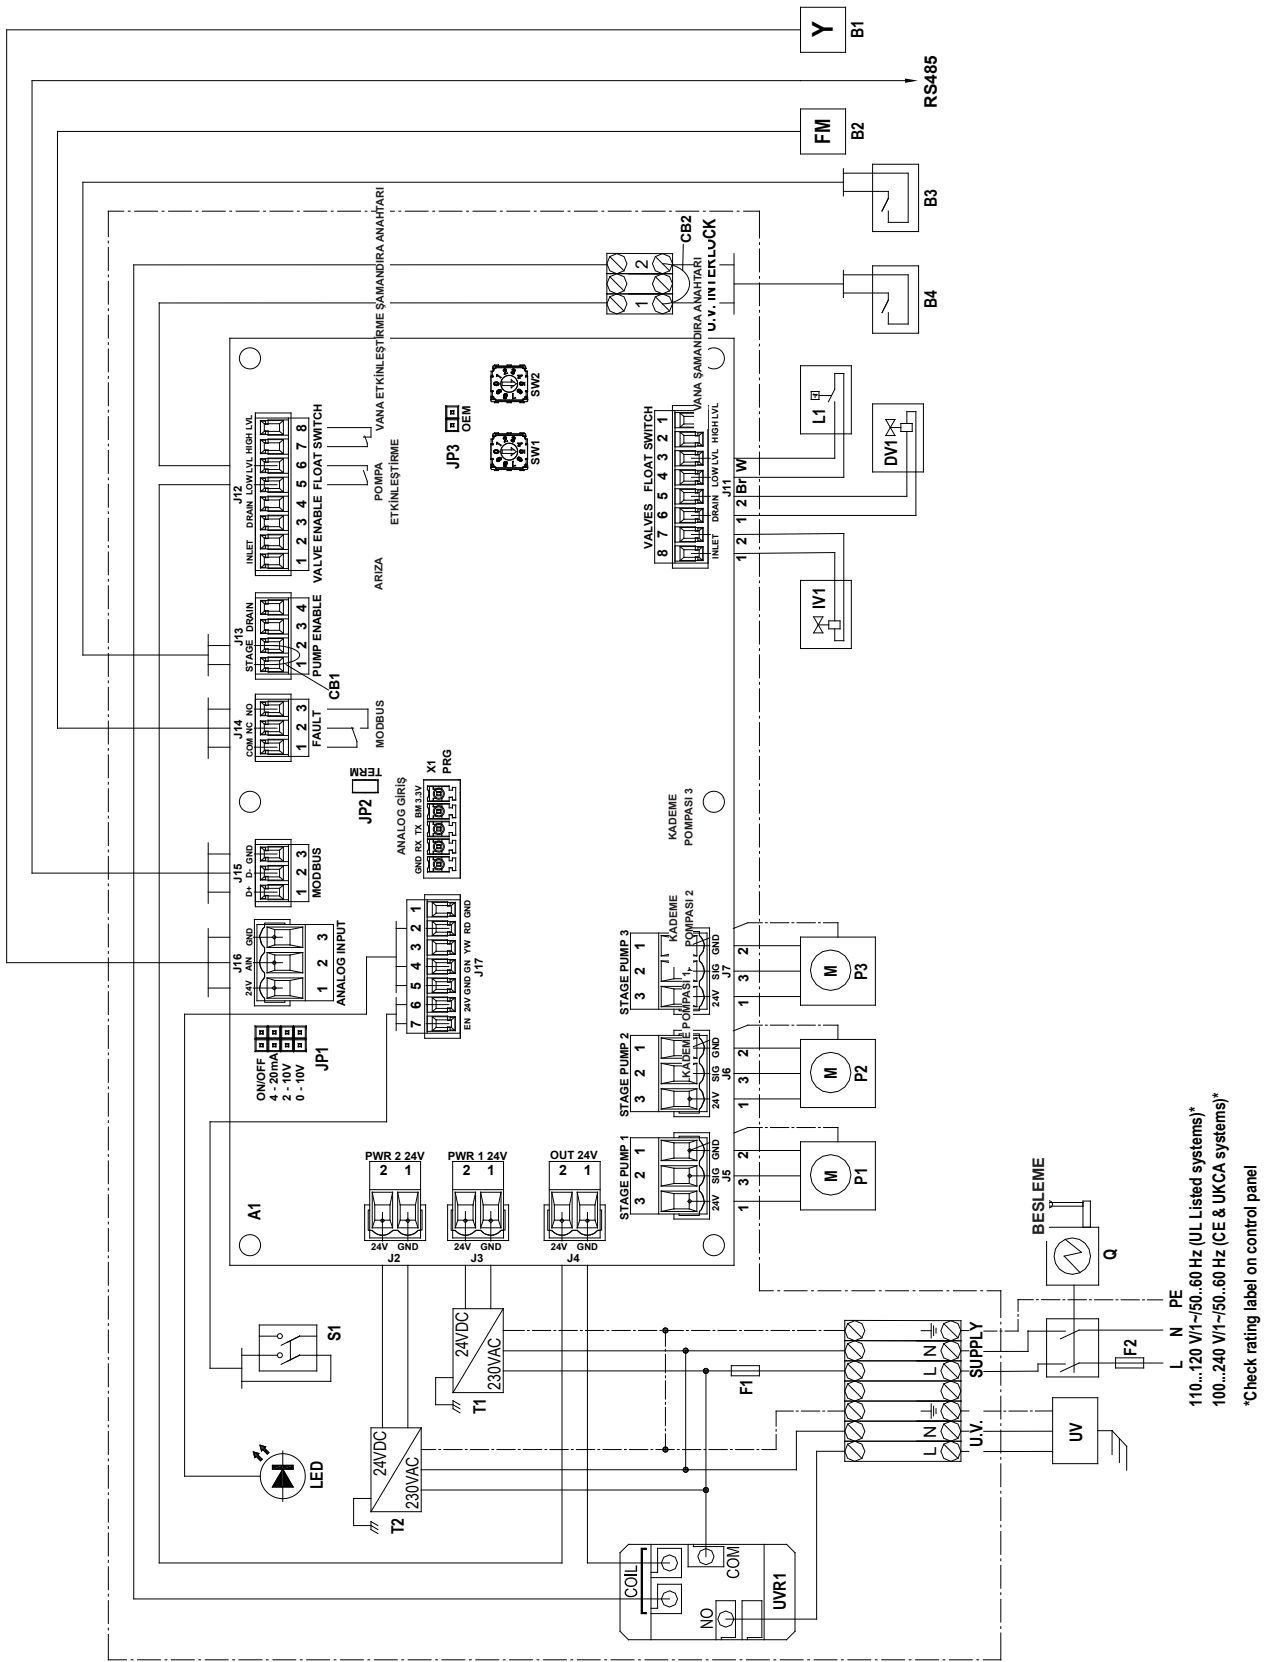 Y
B1
RS485
FM
B2
B3
B4
CB2
U.V. INTERLOCK
1 2
VANA ETKİNLEŞTİRME ŞAMANDIRA ANAHTARI
POMPA
ETKİNLEŞTİRME
ARIZA
MODBUS
ANALOG GİRİŞ
VANA ŞAMANDIRA ANAHTARI
J12
INLET DRAIN LOW LVL HIGH LVL
1 2 3 4 5 6 7 8
VALVE ENABLE FLOAT SWITCH
J13
STAGE DRAIN
1 2 3 4
PUMP ENABLE
CB1
J14
COM NC NO
1 2 3
FAULT
J15
D+ D- GND
1 2 3
MODBUS
J16
24V AIN GND
1 2 3
ANALOG INPUT
ON/OFF
4 - 20mA
2 - 10V
0 - 10V
JP1
JP2
TERM
JP3
OEM
SW1
SW2
X1
PRG
GND RX TX BM 3.3V
7 6 5 4 3 2 1
EN 24V GND GN YW RD GND
J17
A1
PWR 2 24V
2 1
24V GND
J2
PWR 1 24V
2 1
24V GND
J3
OUT 24V
2 1
24V GND
J4
STAGE PUMP 1
3 2 1
24V SIG GND
J5
1 3 2
M
P1
STAGE PUMP 2
3 2 1
24V SIG GND
J6
1 3 2
M
P2
STAGE PUMP 3
3 2 1
24V SIG GND
J7
1 3 2
M
P3
KADEME POMPASI 1
KADEME
POMPASI 2
KADEME
POMPASI 3
VALVES FLOAT SWITCH
8 7 6 5 4 3 2 1
INLET DRAIN LOW LVL HIGH LVL
J11
1 2 1 2 Br W
L1
DV1
IV1
S1
LED
24VDC
230VAC
T1
24VDC
230VAC
T2
F1
COIL
COM
NO
UVR1
L N L N
U.V. SUPPLY
UV
BESLEME
Q
F2
L N PE
110...120 V/1~/50..60 Hz (UL Listed systems)*
100...240 V/1~/50..60 Hz (CE & UKCA systems)*
*Check rating label on control panel